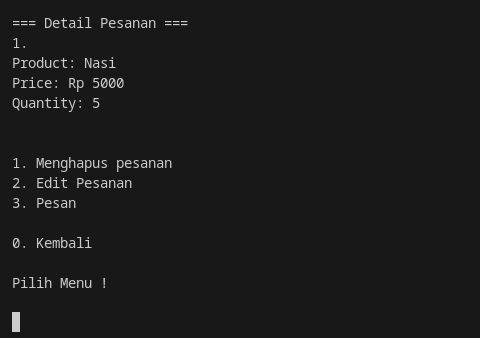 === Detail Pesanan ===
1.
Product: Nasi
Price: Rp 5000
Quantity: 5
1. Menghapus pesanan
2. Edit Pesanan
3. Pesan
0. Kembali
Pilih Menu !